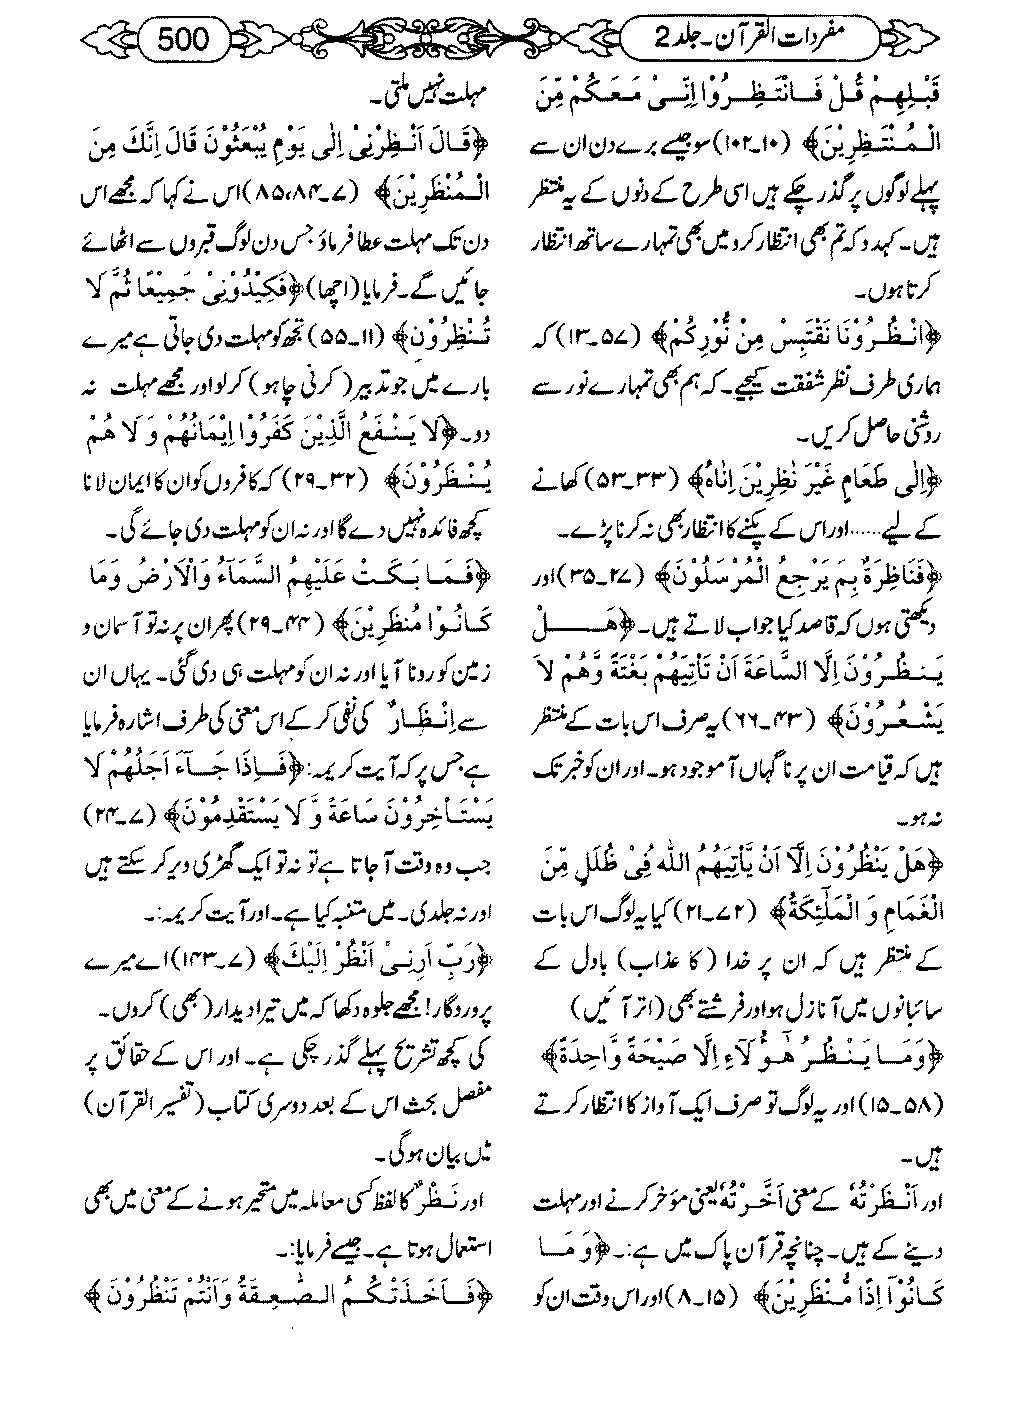 مفردات القرآن۔جلد 2
500
قَبْلِهِمْ قُلْ فَانْتَظِرُوْا اِنِّیْ مَعَكُمْ مِّنَ
الْمُنْتَظِرِیْنَ﴾ (۱۰۔۱۰۲) سو جیسے برے دن ان سے
پہلے لوگوں پر گذر چکے ہیں اسی طرح کے دنوں کے یہ منتظر
ہیں۔ کہہ دو کہ تم بھی انتظار کرو میں بھی تمہارے ساتھ انتظار
کرتا ہوں۔
﴿انْظُرُوْنَا نَقْتَبِسْ مِنْ نُّوْرِكُمْ﴾ (۵۷۔۱۳) کہ
ہماری طرف نظر شفقت کیجیے۔ کہ ہم بھی تمہارے نور سے
روشنی حاصل کریں۔
﴿اِلٰی طَعَامٍ غَیْرَ نٰظِرِیْنَ اِنَاهُ﴾ (۳۳۔۵۳) کھانے
کے لیے......اور اس کے پکنے کا انتظار بھی نہ کرنا پڑے۔
﴿فَنَاظِرَةٌ بِمَ یَرْجِعُ الْمُرْسَلُوْنَ﴾ (۲۷۔۳۵) اور
دیکھتی ہوں کہ قاصد کیا جواب لاتے ہیں۔ ﴿هَلْ
یَنْظُرُوْنَ اِلَّا السَّاعَةَ اَنْ تَاْتِیَهُمْ بَغْتَةً وَّهُمْ لَا
یَشْعُرُوْنَ﴾ (۴۳۔۶۶) یہ صرف اس بات کے منتظر
ہیں کہ قیامت ان پر ناگہاں آ موجود ہو۔ اور ان کو خبر تک
نہ ہو۔
﴿هَلْ یَنْظُرُوْنَ اِلَّآ اَنْ یَّاْتِیَهُمُ اللّٰهُ فِیْ ظُلَلٍ مِّنَ
الْغَمَامِ وَ الْمَلٰٓئِكَةُ﴾ (۲۷۔۲۱) کیا یہ لوگ اس بات
کے منتظر ہیں کہ ان پر خدا (کا عذاب) بادل کے
سائبانوں میں آ نازل ہو اور فرشتے بھی (اتر آئیں)
﴿وَمَا یَنْظُرُ هٰٓؤُلَآءِ اِلَّا صَیْحَةً وَّاحِدَةً﴾
(۵۸۔۱۵) اور یہ لوگ تو صرف ایک آواز کا انتظار کرتے
ہیں۔
اور اَنْظَرْتُهٗ کے معنی اَخَّرْتُهٗ یعنی مؤخر کرنے اور مہلت
دینے کے ہیں۔ چنانچہ قرآن پاک میں ہے:۔ ﴿وَ مَا
كَانُوْٓا اِذًا مُّنْظَرِیْنَ﴾ (۱۵۔۸) اور اس وقت ان کو
مہلت نہیں ملتی۔
﴿قَالَ اَنْظِرْنِیْ اِلٰی یَوْمِ یُبْعَثُوْنَ قَالَ اِنَّكَ مِنَ
الْمُنْظَرِیْنَ﴾ (۷۔۸۵،۸۴) اس نے کہا کہ مجھے اس
دن تک مہلت عطا فرماؤ جس دن لوگ قبروں سے اٹھائے
جائیں گے۔ فرمایا (اچھا) ﴿فَكِیْدُوْنِیْ جَمِیْعًا ثُمَّ لَا
تُنْظِرُوْنِ﴾ (۱۱۔۵۵) تجھ کو مہلت دی جاتی ہے میرے
بارے میں جو تدبیر (کرنی چاہو) کر لو اور مجھے مہلت نہ
دو۔ ﴿لَا یَنْفَعُ الَّذِیْنَ كَفَرُوْا اِیْمَانُهُمْ وَ لَا هُمْ
یُنْظَرُوْنَ﴾ (۳۲۔۲۹) کہ کافروں کو ان کا ایمان لانا
کچھ فائدہ نہیں دے گا اور نہ ان کو مہلت دی جائے گی۔
﴿فَمَا بَكَتْ عَلَیْهِمُ السَّمَاءُ وَالْاَرْضُ وَمَا
كَانُوْا مُنْظَرِیْنَ﴾ (۴۴۔۲۹) پھر ان پر نہ تو آسمان و
زمین کو رونا آیا اور نہ ان کو مہلت ہی دی گئی۔ یہاں ان
سے اِنْظَارٌ کی نفی کر کے اس معنی کی طرف اشارہ فرمایا
ہے جس پر کہ آیت کریمہ: ﴿فَاِذَا جَآءَ اَجَلُهُمْ لَا
یَسْتَاْخِرُوْنَ سَاعَةً وَّ لَا یَسْتَقْدِمُوْنَ﴾ (۷۔۲۴)
جب وہ وقت آ جاتا ہے تو نہ تو ایک گھڑی دیر کر سکتے ہیں
اور نہ جلدی۔ میں متنبہ کیا ہے۔ اور آیت کریمہ:۔
﴿رَبِّ اَرِنِیْ اَنْظُرْ اِلَیْكَ﴾ (۷۔۱۴۳) اے میرے
پروردگار! مجھے جلوہ دکھا کہ میں تیرا دیدار (بھی) کروں۔
کی کچھ تشریح پہلے گذر چکی ہے۔ اور اس کے حقائق پر
مفصل بحث اس کے بعد دوسری کتاب (تفسیر القرآن)
میں بیان ہوگی۔
اور نَظْرٌ کا لفظ کسی معاملہ میں متحیر ہونے کے معنی میں بھی
استعمال ہوتا ہے۔ جیسے فرمایا:۔
﴿فَاَخَذَتْكُمُ الصّٰعِقَةُ وَاَنْتُمْ تَنْظُرُوْنَ﴾